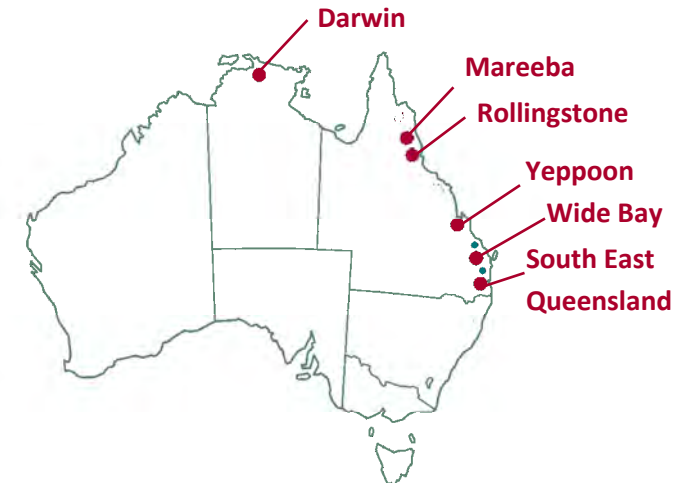 Darwin
Mareeba
Rollingstone
Yeppoon
Wide Bay
South East
Queensland